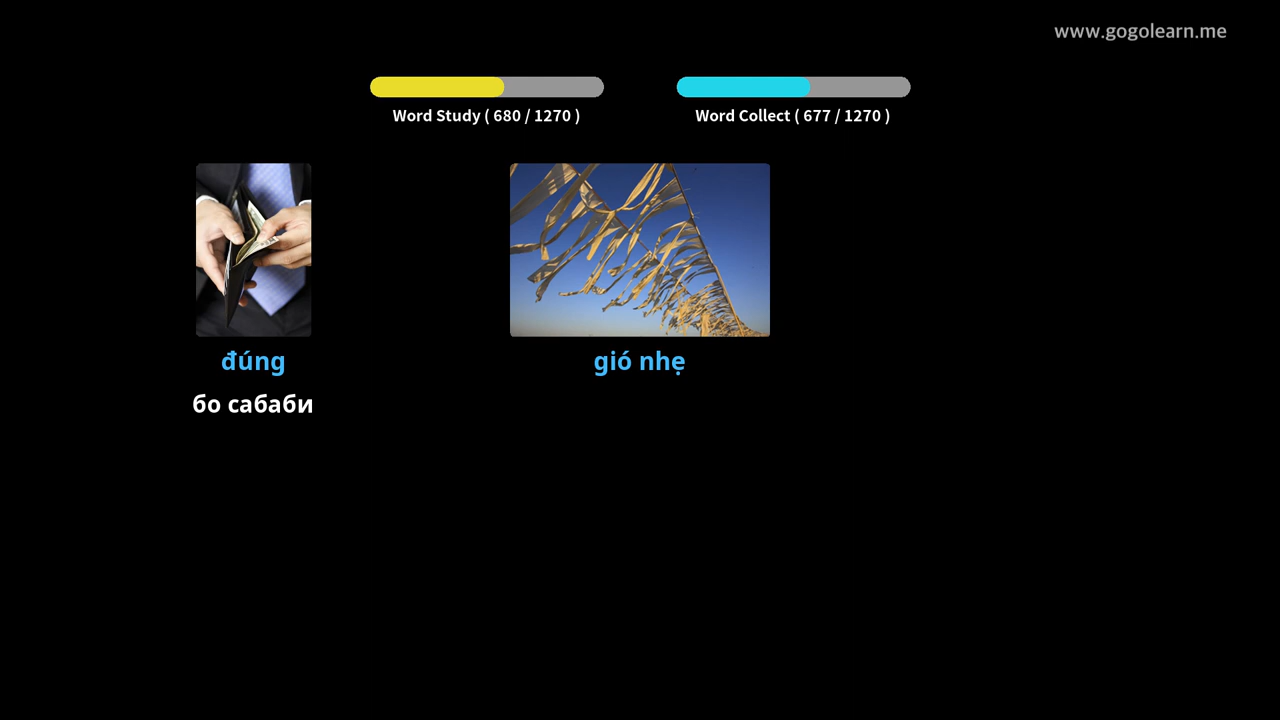 www.gogolearn.me
Word Study ( 680 / 1270 )
Word Collect ( 677 / 1270 )
đúng
gió nhẹ
бо сабаби